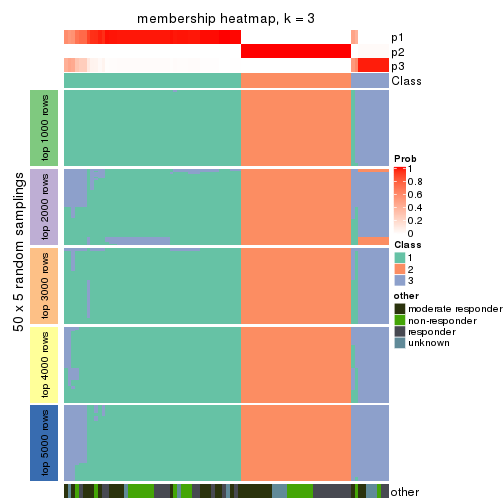 membership heatmap, k = 3
p1
p2
p3
Class
50 x 5 random samplings
top 1000 rows
top 2000 rows
top 3000 rows
top 4000 rows
top 5000 rows
other
Prob
1
0.8
0.6
0.4
0.2
0
Class
1
2
3
other
moderate responder
non-responder
responder
unknown